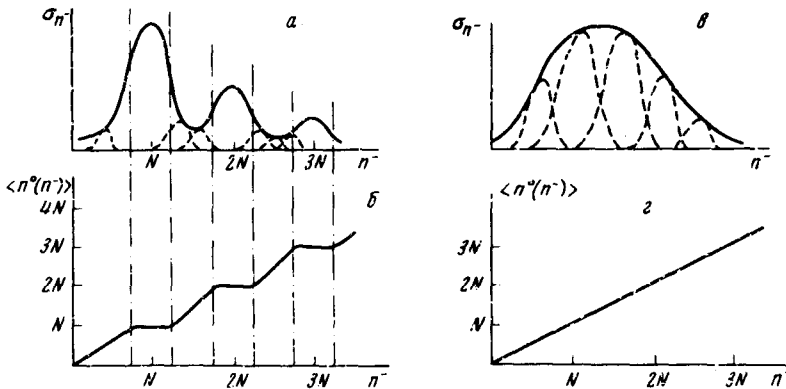 σₙ- а
N 2N 3N n⁻
<n°(n⁻)> б
4N
3N
2N
N
N 2N 3N n⁻
σₙ- в
n⁻
<n°(n⁻)> г
3N
2N
N
N 2N 3N n⁻